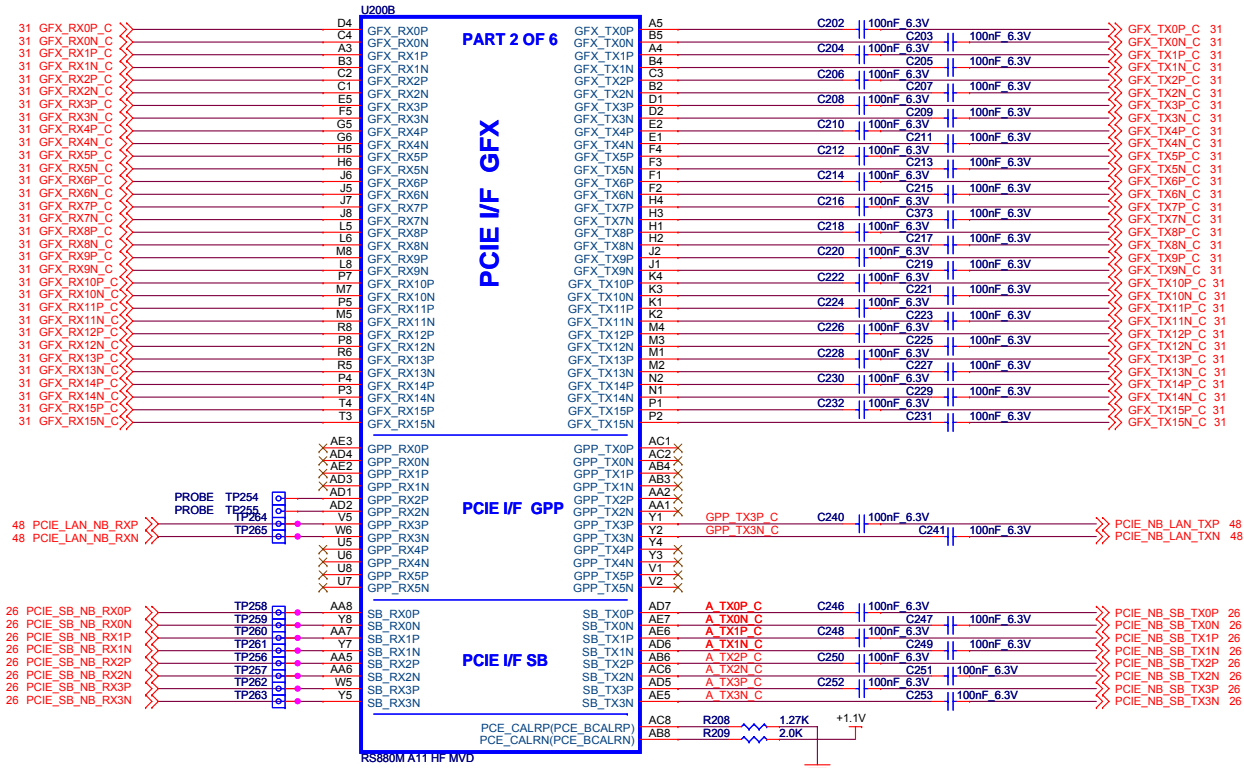 U200B
PART 2 OF 6
PCIE I/F GFX
31 GFX_RX0P_C D4 GFX_RX0P GFX_TX0P A5 C202 100nF_6.3V GFX_TX0P_C 31
31 GFX_RX0N_C C4 GFX_RX0N GFX_TX0N B5 C203 100nF_6.3V GFX_TX0N_C 31
31 GFX_RX1P_C A3 GFX_RX1P GFX_TX1P A4 C204 100nF_6.3V GFX_TX1P_C 31
31 GFX_RX1N_C B3 GFX_RX1N GFX_TX1N B4 C205 100nF_6.3V GFX_TX1N_C 31
31 GFX_RX2P_C C2 GFX_RX2P GFX_TX2P C3 C206 100nF_6.3V GFX_TX2P_C 31
31 GFX_RX2N_C C1 GFX_RX2N GFX_TX2N B2 C207 100nF_6.3V GFX_TX2N_C 31
31 GFX_RX3P_C E5 GFX_RX3P GFX_TX3P D1 C208 100nF_6.3V GFX_TX3P_C 31
31 GFX_RX3N_C F5 GFX_RX3N GFX_TX3N D2 C209 100nF_6.3V GFX_TX3N_C 31
31 GFX_RX4P_C G5 GFX_RX4P GFX_TX4P E2 C210 100nF_6.3V GFX_TX4P_C 31
31 GFX_RX4N_C G6 GFX_RX4N GFX_TX4N E1 C211 100nF_6.3V GFX_TX4N_C 31
31 GFX_RX5P_C H5 GFX_RX5P GFX_TX5P F4 C212 100nF_6.3V GFX_TX5P_C 31
31 GFX_RX5N_C H6 GFX_RX5N GFX_TX5N F3 C213 100nF_6.3V GFX_TX5N_C 31
31 GFX_RX6P_C J6 GFX_RX6P GFX_TX6P F1 C214 100nF_6.3V GFX_TX6P_C 31
31 GFX_RX6N_C J5 GFX_RX6N GFX_TX6N F2 C215 100nF_6.3V GFX_TX6N_C 31
31 GFX_RX7P_C J7 GFX_RX7P GFX_TX7P H4 C216 100nF_6.3V GFX_TX7P_C 31
31 GFX_RX7N_C J8 GFX_RX7N GFX_TX7N H3 C373 100nF_6.3V GFX_TX7N_C 31
31 GFX_RX8P_C L5 GFX_RX8P GFX_TX8P H1 C218 100nF_6.3V GFX_TX8P_C 31
31 GFX_RX8N_C L6 GFX_RX8N GFX_TX8N H2 C217 100nF_6.3V GFX_TX8N_C 31
31 GFX_RX9P_C M8 GFX_RX9P GFX_TX9P J2 C220 100nF_6.3V GFX_TX9P_C 31
31 GFX_RX9N_C L8 GFX_RX9N GFX_TX9N J1 C219 100nF_6.3V GFX_TX9N_C 31
31 GFX_RX10P_C P7 GFX_RX10P GFX_TX10P K4 C222 100nF_6.3V GFX_TX10P_C 31
31 GFX_RX10N_C M7 GFX_RX10N GFX_TX10N K3 C221 100nF_6.3V GFX_TX10N_C 31
31 GFX_RX11P_C P5 GFX_RX11P GFX_TX11P K1 C224 100nF_6.3V GFX_TX11P_C 31
31 GFX_RX11N_C M5 GFX_RX11N GFX_TX11N K2 C223 100nF_6.3V GFX_TX11N_C 31
31 GFX_RX12P_C R8 GFX_RX12P GFX_TX12P M4 C226 100nF_6.3V GFX_TX12P_C 31
31 GFX_RX12N_C P8 GFX_RX12N GFX_TX12N M3 C225 100nF_6.3V GFX_TX12N_C 31
31 GFX_RX13P_C R6 GFX_RX13P GFX_TX13P M1 C228 100nF_6.3V GFX_TX13P_C 31
31 GFX_RX13N_C R5 GFX_RX13N GFX_TX13N M2 C227 100nF_6.3V GFX_TX13N_C 31
31 GFX_RX14P_C P4 GFX_RX14P GFX_TX14P N2 C230 100nF_6.3V GFX_TX14P_C 31
31 GFX_RX14N_C P3 GFX_RX14N GFX_TX14N N1 C229 100nF_6.3V GFX_TX14N_C 31
31 GFX_RX15P_C T4 GFX_RX15P GFX_TX15P P1 C232 100nF_6.3V GFX_TX15P_C 31
31 GFX_RX15N_C T3 GFX_RX15N GFX_TX15N P2 C231 100nF_6.3V GFX_TX15N_C 31
AE3 GPP_RX0P GPP_TX0P AC1
AD4 GPP_RX0N GPP_TX0N AC2
AE2 GPP_RX1P GPP_TX1P AB4
AD3 GPP_RX1N GPP_TX1N AB3
PROBE TP254 AD1 GPP_RX2P GPP_TX2P AA2
PROBE TP255 AD2 GPP_RX2N PCIE I/F GPP GPP_TX2N AA1
48 PCIE_LAN_NB_RXP TP264 V5 GPP_RX3P GPP_TX3P Y1 GPP_TX3P_C C240 100nF_6.3V PCIE_NB_LAN_TXP 48
48 PCIE_LAN_NB_RXN TP265 W6 GPP_RX3N GPP_TX3N Y2 GPP_TX3N_C C241 100nF_6.3V PCIE_NB_LAN_TXN 48
U5 GPP_RX4P GPP_TX4P Y4
U6 GPP_RX4N GPP_TX4N Y3
U8 GPP_RX5P GPP_TX5P V1
U7 GPP_RX5N GPP_TX5N V2
26 PCIE_SB_NB_RX0P TP258 AA8 SB_RX0P SB_TX0P AD7 A_TX0P_C C246 100nF_6.3V PCIE_NB_SB_TX0P 26
26 PCIE_SB_NB_RX0N TP259 Y8 SB_RX0N SB_TX0N AE7 A_TX0N_C C247 100nF_6.3V PCIE_NB_SB_TX0N 26
26 PCIE_SB_NB_RX1P TP260 AA7 SB_RX1P SB_TX1P AE6 A_TX1P_C C248 100nF_6.3V PCIE_NB_SB_TX1P 26
26 PCIE_SB_NB_RX1N TP261 Y7 SB_RX1N SB_TX1N AD6 A_TX1N_C C249 100nF_6.3V PCIE_NB_SB_TX1N 26
26 PCIE_SB_NB_RX2P TP256 AA5 SB_RX2P PCIE I/F SB SB_TX2P AB6 A_TX2P_C C250 100nF_6.3V PCIE_NB_SB_TX2P 26
26 PCIE_SB_NB_RX2N TP257 AA6 SB_RX2N SB_TX2N AC6 A_TX2N_C C251 100nF_6.3V PCIE_NB_SB_TX2N 26
26 PCIE_SB_NB_RX3P TP262 W5 SB_RX3P SB_TX3P AD5 A_TX3P_C C252 100nF_6.3V PCIE_NB_SB_TX3P 26
26 PCIE_SB_NB_RX3N TP263 Y5 SB_RX3N SB_TX3N AE5 A_TX3N_C C253 100nF_6.3V PCIE_NB_SB_TX3N 26
PCE_CALRP(PCE_BCALRP) AC8 R208 1.27K +1.1V
PCE_CALRN(PCE_BCALRN) AB8 R209 2.0K
RS880M A11 HF MVD